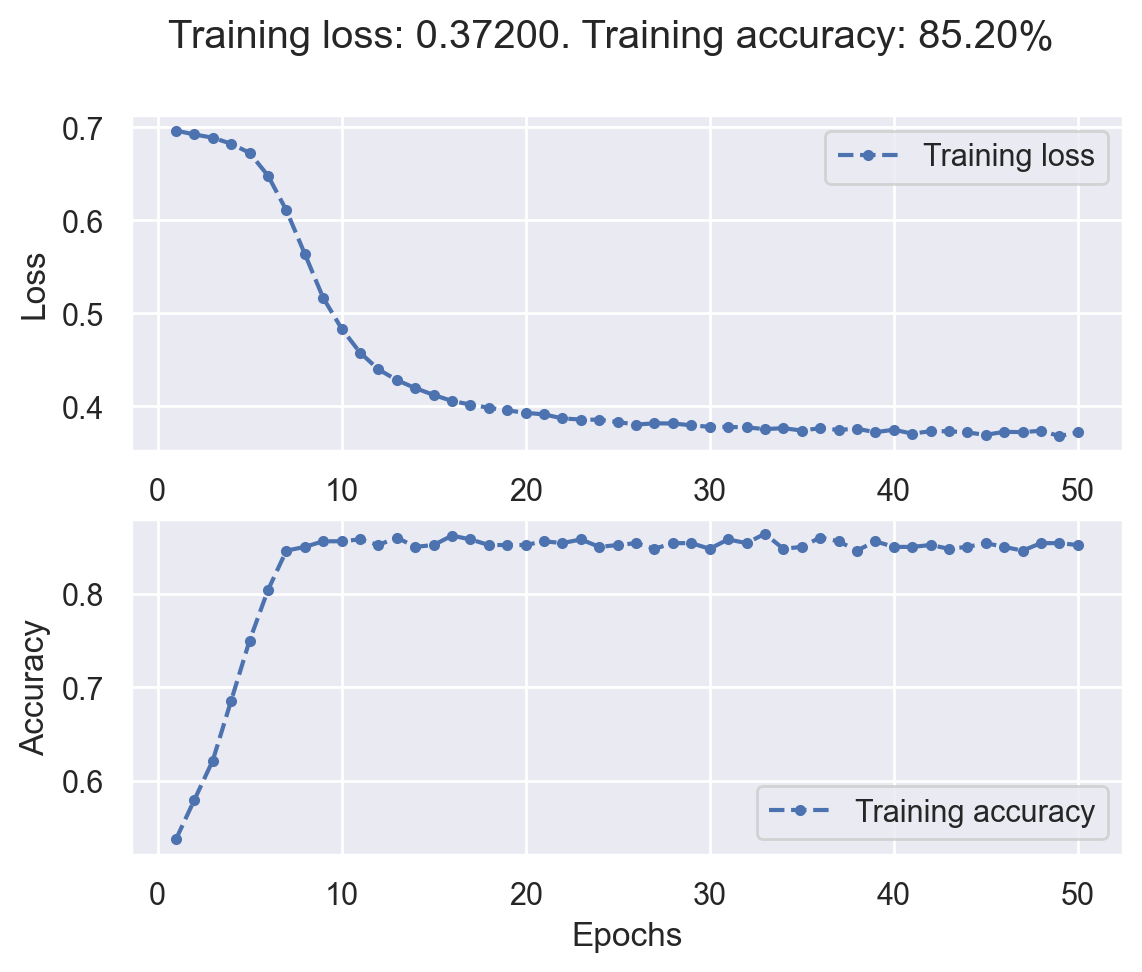 Training loss: 0.37200. Training accuracy: 85.20%
0.7
0.6
0.5
0.4
Loss
Training loss
0 10 20 30 40 50
0.8
0.7
0.6
Accuracy
Training accuracy
0 10 20 30 40 50
Epochs